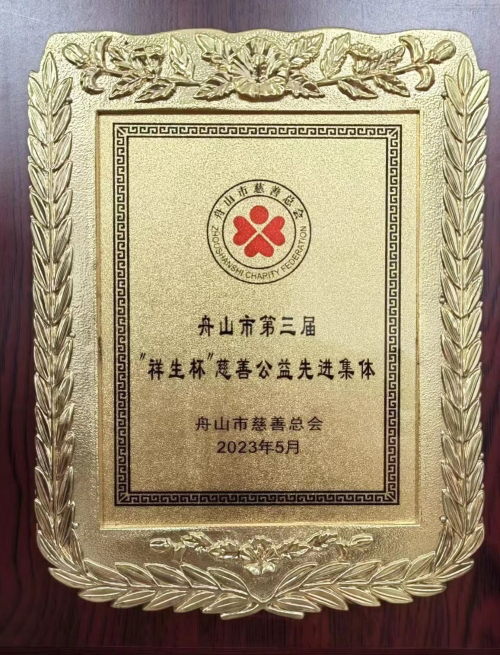 舟山市慈善总会
ZHOUSHANSHI CHARITY FEDERATION
舟山市第三届
"祥生杯"慈善公益先进集体
舟山市慈善总会
2023年5月